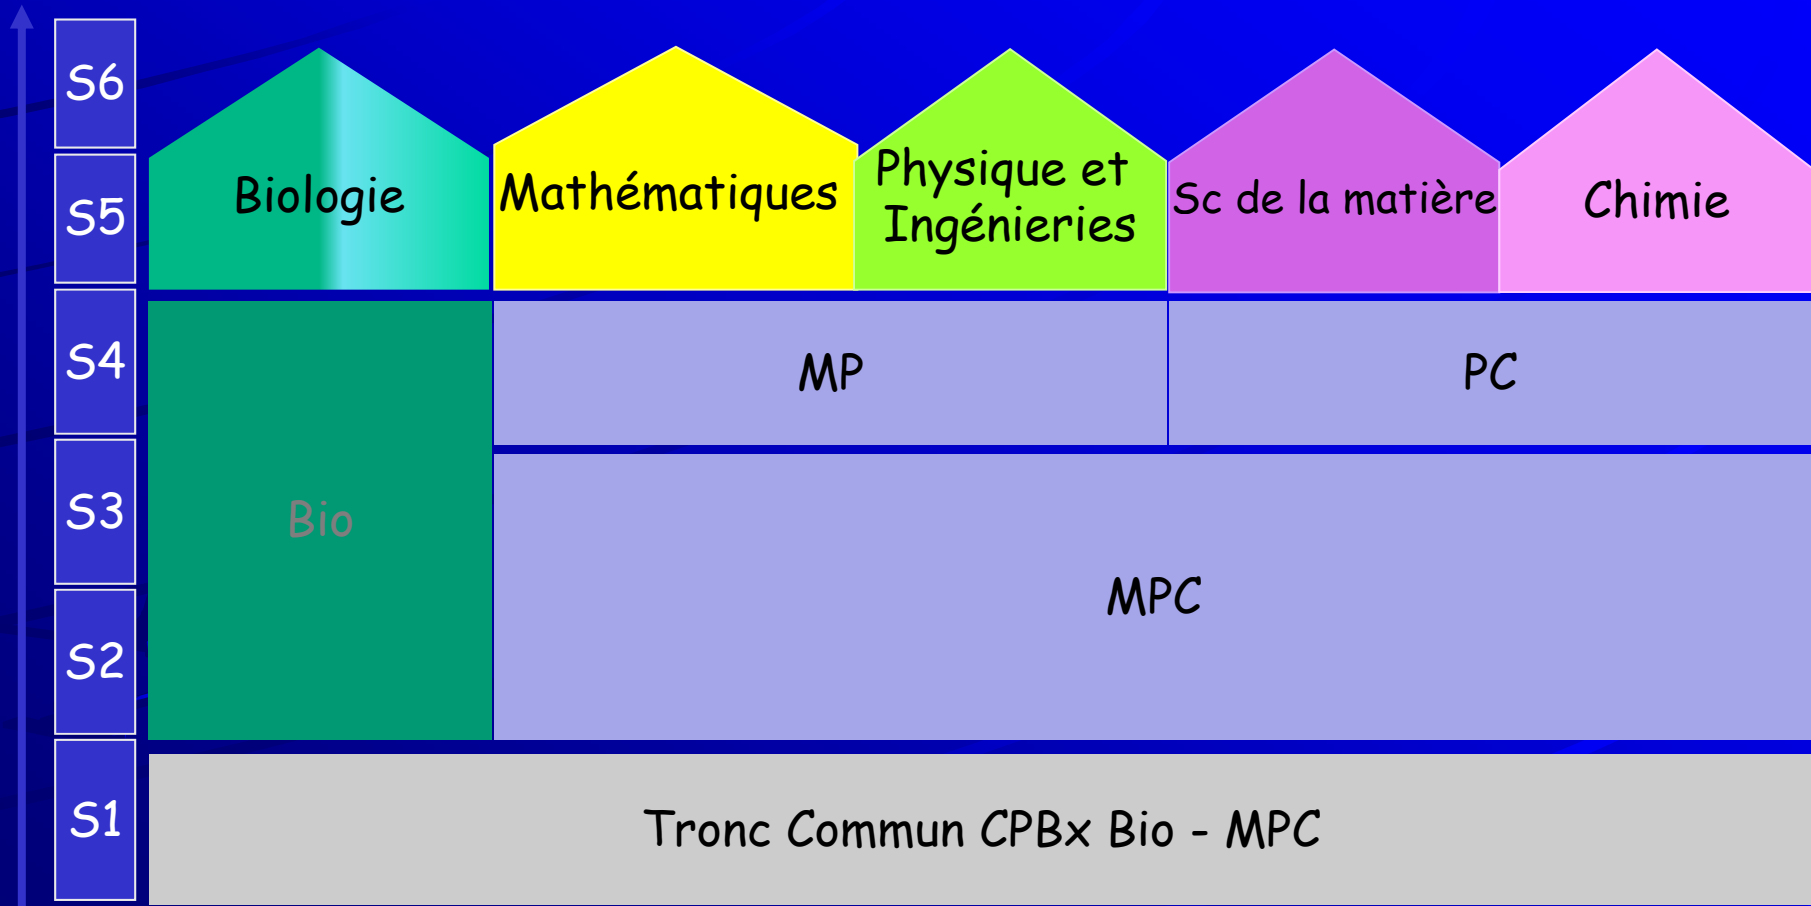 S6
Biologie
Mathématiques
Physique et
Ingénieries
Sc de la matière
Chimie
S5
S4
MP
PC
S3
Bio
MPC
S2
S1
Tronc Commun CPBx Bio - MPC